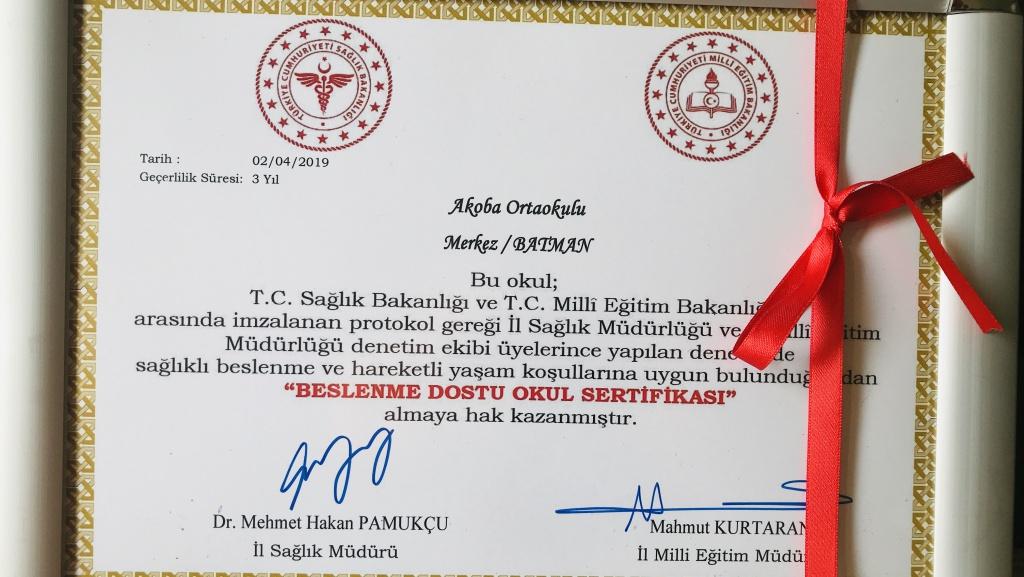 TÜRKİYE CUMHURİYETİ SAĞLIK BAKANLIĞI
TÜRKİYE CUMHURİYETİ MİLLİ EĞİTİM BAKANLIĞI
Tarih : 02/04/2019
Geçerlilik Süresi: 3 Yıl
Akoba Ortaokulu
Merkez / BATMAN
Bu okul;
T.C. Sağlık Bakanlığı ve T.C. Millî Eğitim
arasında imzalanan protokol gereği İl Sağlık Müdürlüğü ve
Müdürlüğü denetim ekibi üyelerince yapılan
sağlıklı beslenme ve hareketli yaşam koşullarına uygun
"BESLENME DOSTU OKUL SERTİFİKASI"
almaya hak kazanmıştır.
Dr. Mehmet Hakan PAMUKÇU
Mahmut KURTARAN
İl Sağlık Müdürü
İl Milli Eğitim